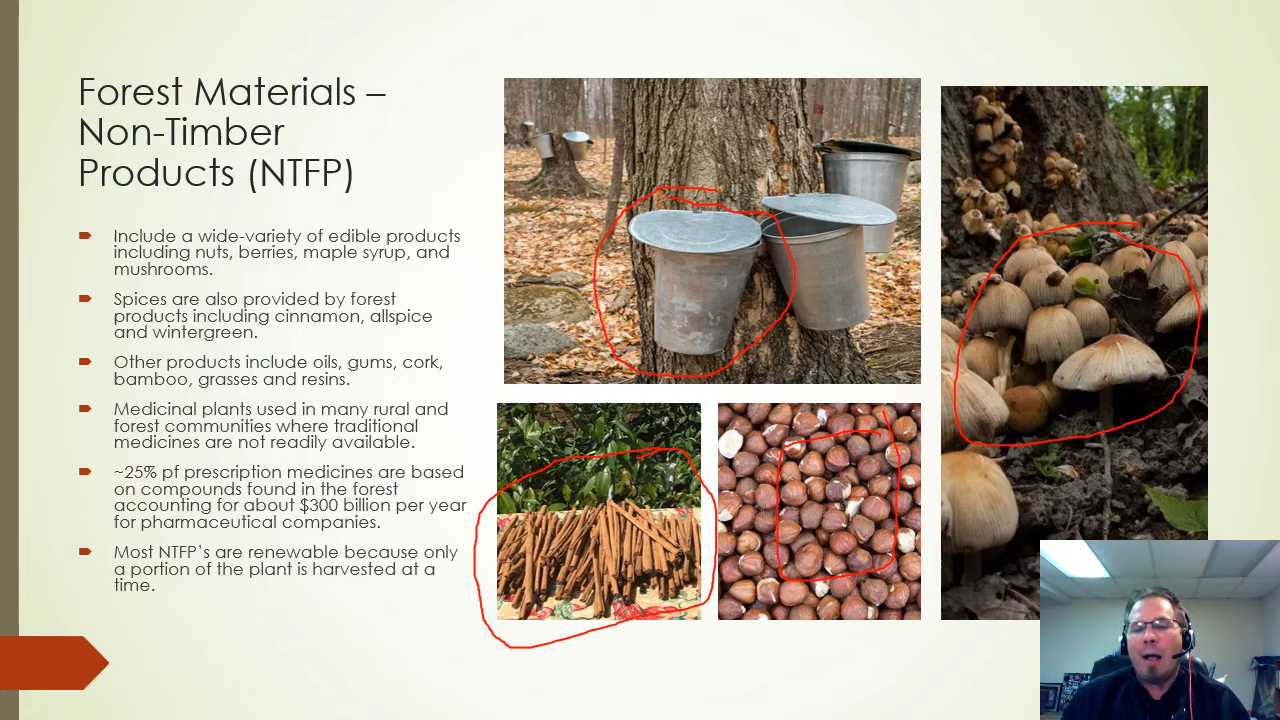 Forest Materials –
Non-Timber
Products (NTFP)
Include a wide-variety of edible products
including nuts, berries, maple syrup, and
mushrooms.
Spices are also provided by forest
products including cinnamon, allspice
and wintergreen.
Other products include oils, gums, cork,
bamboo, grasses and resins.
Medicinal plants used in many rural and
forest communities where traditional
medicines are not readily available.
~25% pf prescription medicines are based
on compounds found in the forest
accounting for about $300 billion per year
for pharmaceutical companies.
Most NTFP's are renewable because only
a portion of the plant is harvested at a
time.